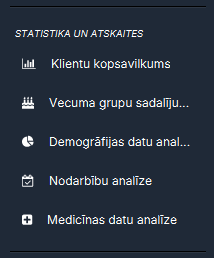 STATISTIKA UN ATSKAITES
Klientu kopsavilkums
Vecuma grupu sadalīju...
Demogrāfijas datu anal...
Nodarbību analīze
Medicīnas datu analīze